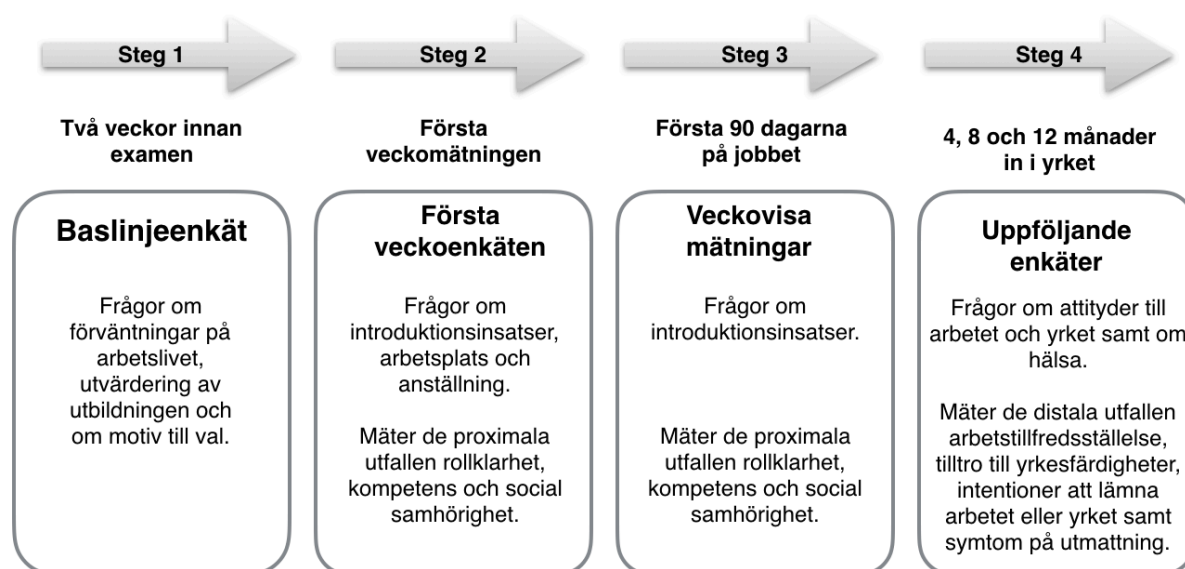 Steg 1
Steg 2
Steg 3
Steg 4
Två veckor innan
examen
Första
veckomätningen
Första 90 dagarna
på jobbet
4, 8 och 12 månader
in i yrket
Baslinjeenkät
Frågor om
förväntningar på
arbetslivet,
utvärdering av
utbildningen och
om motiv till val.
Första
veckoenkäten
Frågor om
introduktionsinsatser,
arbetsplats och
anställning.
Mäter de proximala
utfallen rollklarhet,
kompetens och social
samhörighet.
Veckovisa
mätningar
Frågor om
introduktionsinsatser.
Mäter de proximala
utfallen rollklarhet,
kompetens och social
samhörighet.
Uppföljande
enkäter
Frågor om attityder till
arbetet och yrket samt om
hälsa.
Mäter de distala utfallen
arbetstillfredsställelse,
tilltro till yrkesfärdigheter,
intentioner att lämna
arbetet eller yrket samt
symtom på utmattning.